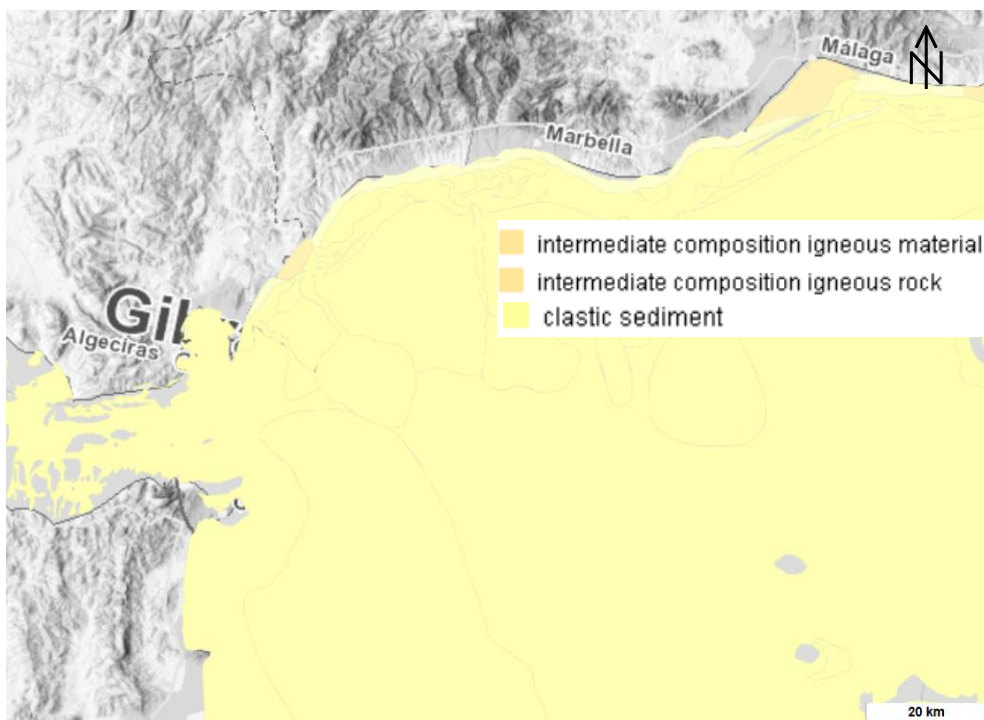 Málaga
N
Marbella
intermediate composition igneous material
intermediate composition igneous rock
clastic sediment
Algeciras
20 km